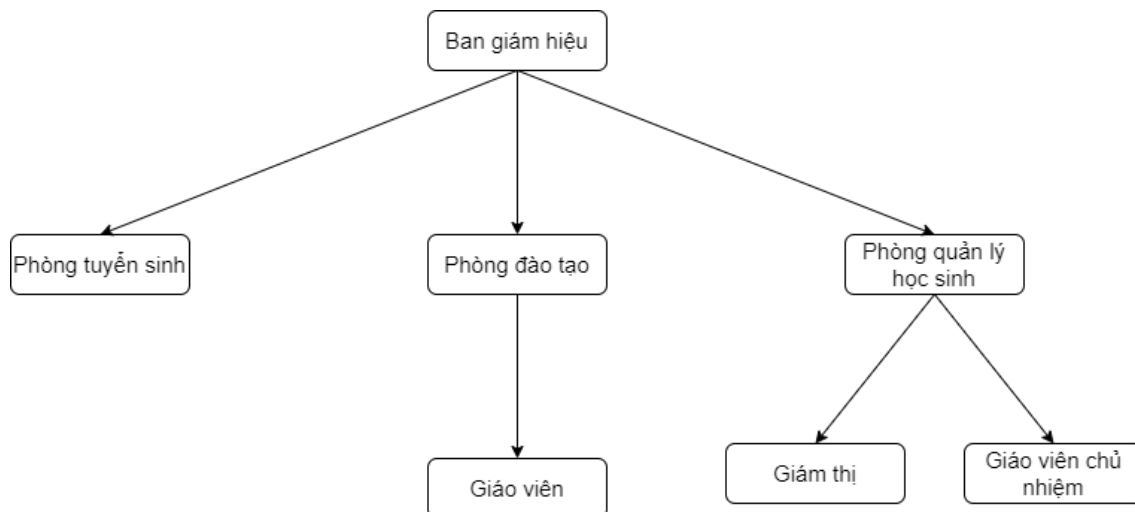 Ban giám hiệu
Phòng tuyển sinh
Phòng đào tạo
Phòng quản lý
học sinh
Giáo viên
Giám thị
Giáo viên chủ
nhiệm